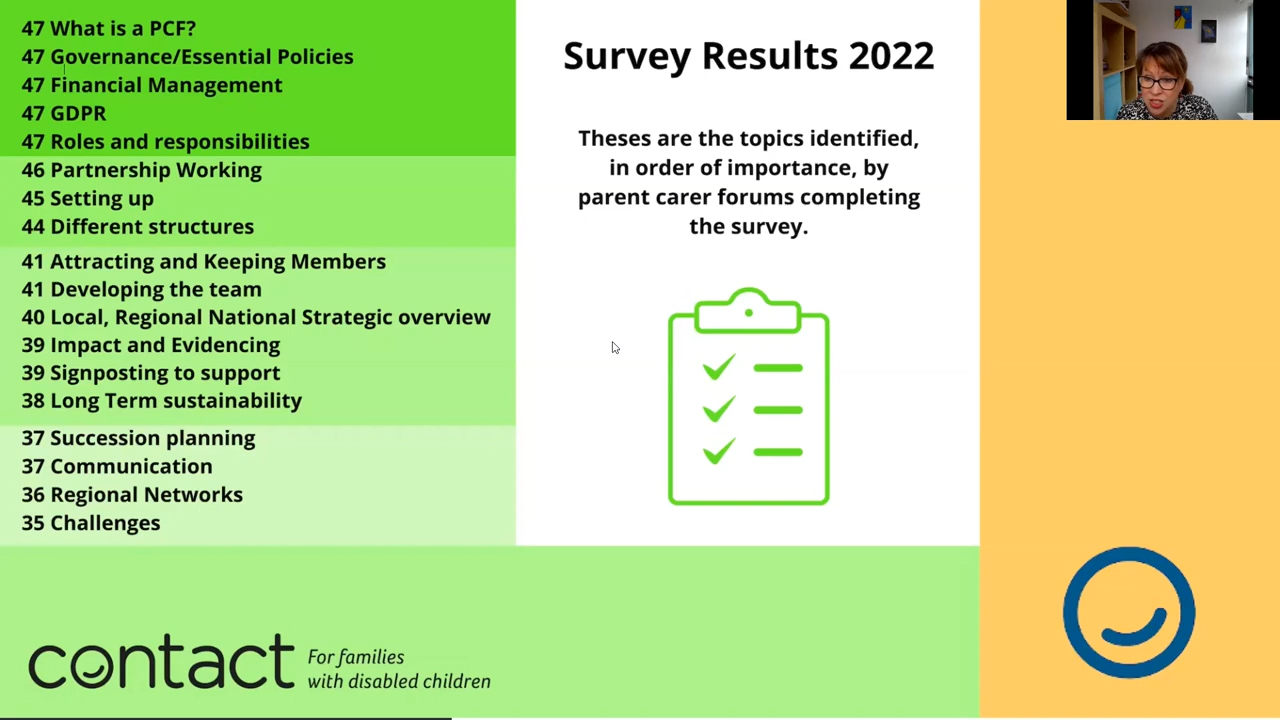 47 What is a PCF?
47 Governance/Essential Policies
47 Financial Management
47 GDPR
47 Roles and responsibilities
46 Partnership Working
45 Setting up
44 Different structures
41 Attracting and Keeping Members
41 Developing the team
40 Local, Regional National Strategic overview
39 Impact and Evidencing
39 Signposting to support
38 Long Term sustainability
37 Succession planning
37 Communication
36 Regional Networks
35 Challenges
Survey Results 2022
Theses are the topics identified,
in order of importance, by
parent carer forums completing
the survey.
contact
For families
with disabled children